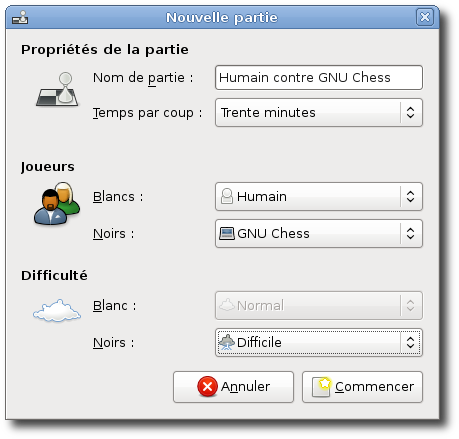 Nouvelle partie
Propriétés de la partie
Nom de partie : Humain contre GNU Chess
Temps par coup : Trente minutes
Joueurs
Blancs : Humain
Noirs : GNU Chess
Difficulté
Blanc : Normal
Noirs : Difficile
Annuler Commencer